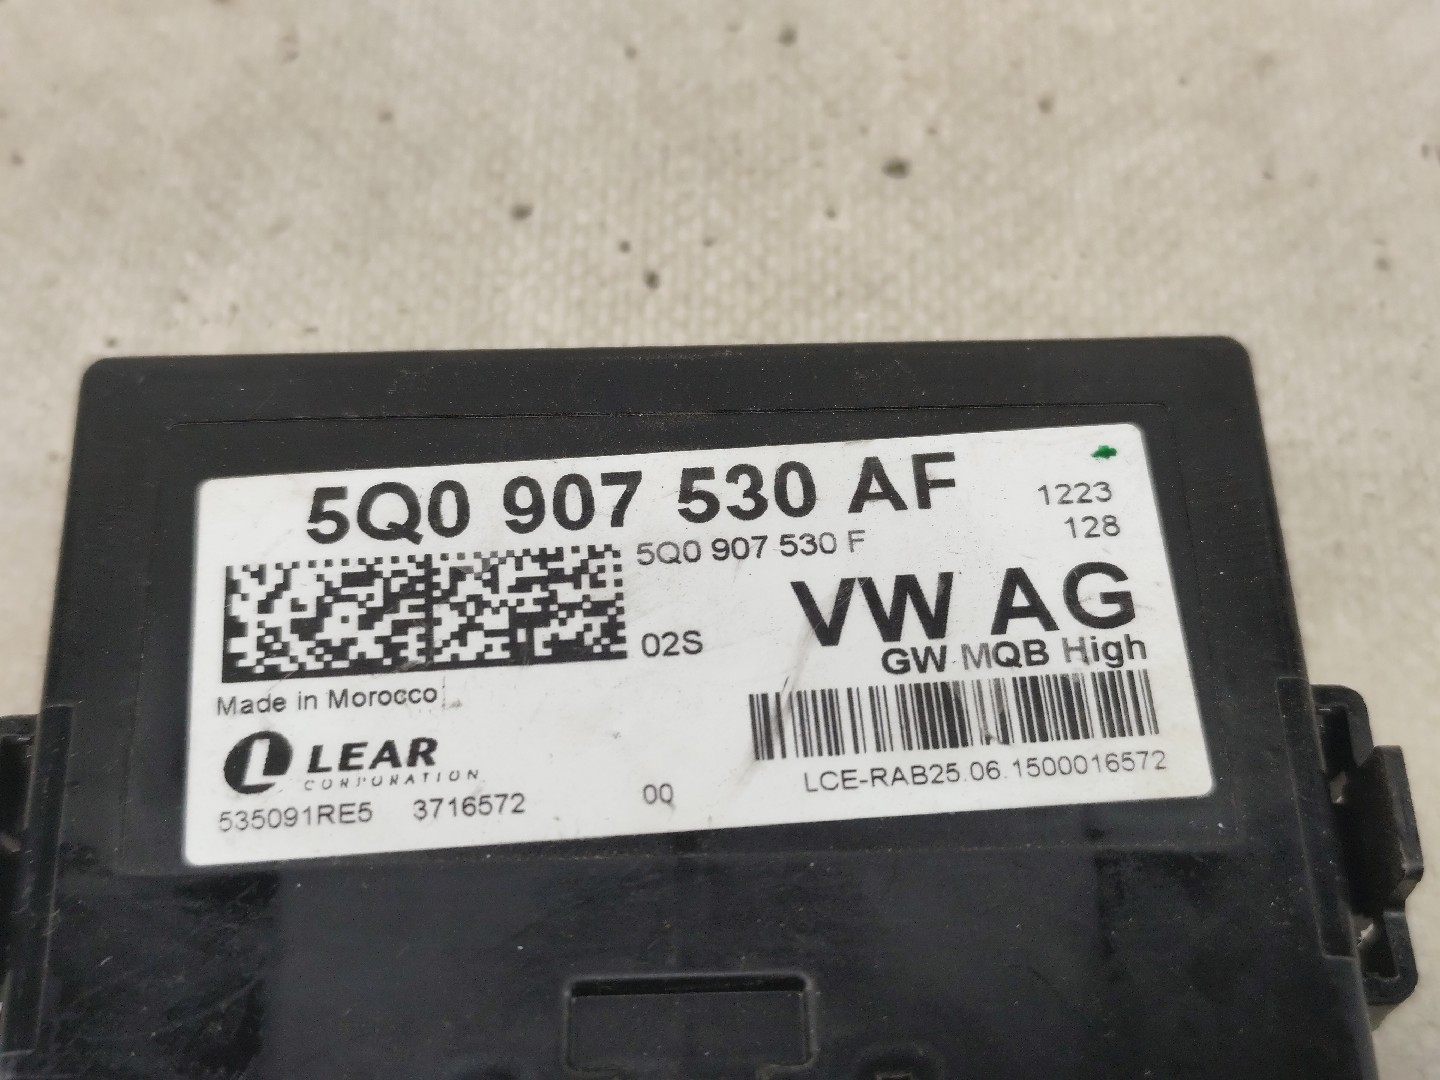 5Q0 907 530 AF
1223
128
5Q0 907 530 F
VW AG
GW MQB High
02S
Made in Morocco
LEAR
CORPORATION
535091RE5 3716572
00
LCE-RAB25.06.1500016572